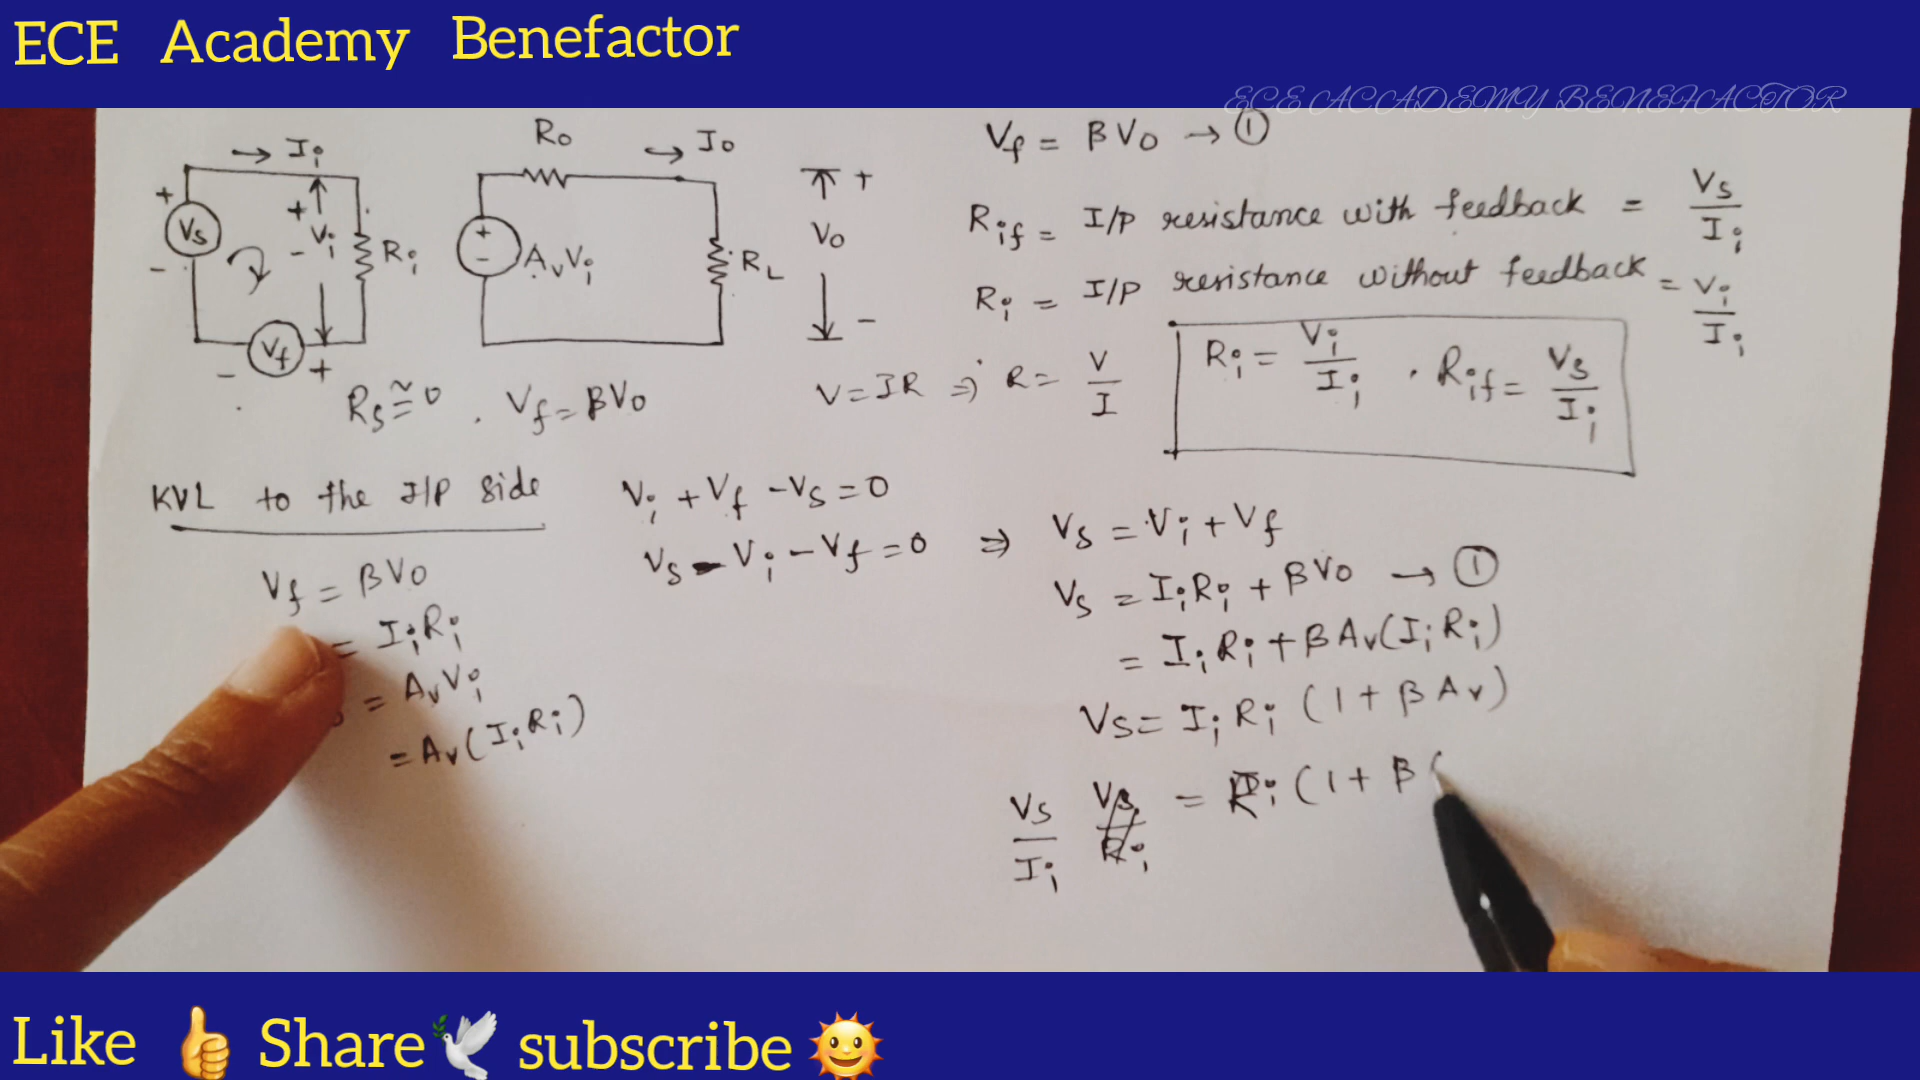 ECE Academy Benefactor
ECE ACCADEMY BENEFACTOR
Ii
Ro
Io
Vf = βVo → ①
+ Vs -
+ Vi -
Ri
+ - AvVi
RL
+ Vo -
- Vf +
Rif = I/P resistance with feedback = Vs/Ii
Ri = I/P resistance without feedback = Vi/Ii
Rs ≅ 0 . Vf = βVo
V = IR ⇒ R = V/I
Ri = Vi/Ii . Rif = Vs/Ii
KVL to the I/P side
Vi + Vf - Vs = 0
Vs - Vi - Vf = 0 ⇒ Vs = Vi + Vf
Vf = βVo
= IiRi
= AvVi
= Av(IiRi)
Vs = IiRi + βVo → ①
= IiRi + βAv(IiRi)
Vs = IiRi (1 + βAv)
Vs/Ii = Ri (1 + β(
Like 👍 Share 🕊 subscribe 🌞